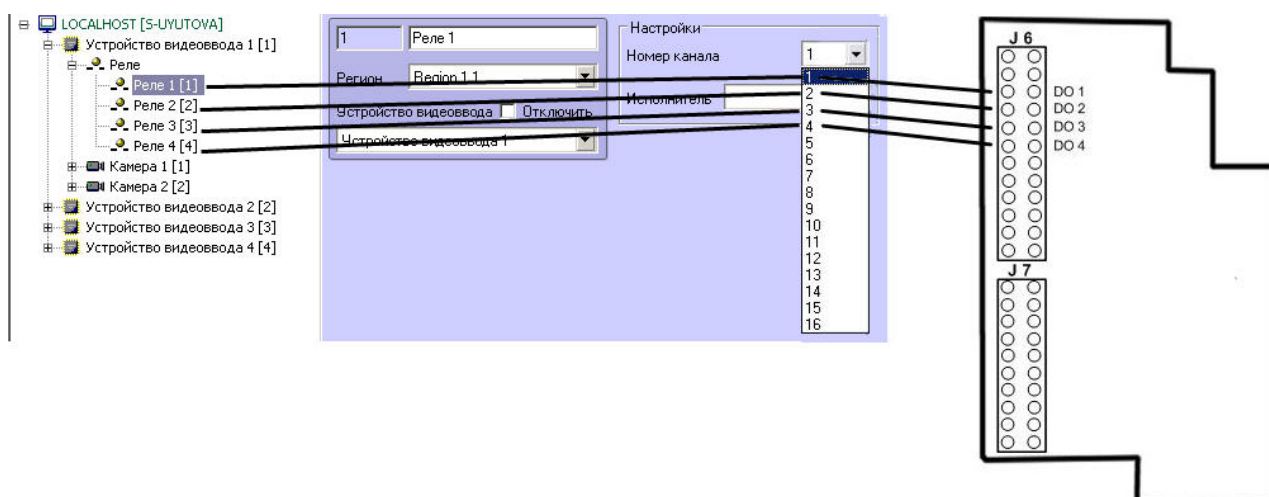 LOCALHOST [S-UYUTOVA]
Устройство видеоввода 1 [1]
Реле
Реле 1 [1]
Реле 2 [2]
Реле 3 [3]
Реле 4 [4]
Камера 1 [1]
Камера 2 [2]
Устройство видеоввода 2 [2]
Устройство видеоввода 3 [3]
Устройство видеоввода 4 [4]
1
Реле 1
Регион
Region 1.1
Устройство видеоввода
Отключить
Устройство видеоввода 1
Настройки
Номер канала
1
Исполнитель
1
2
3
4
5
6
7
8
9
10
11
12
13
14
15
16
J 6
DO 1
DO 2
DO 3
DO 4
J 7